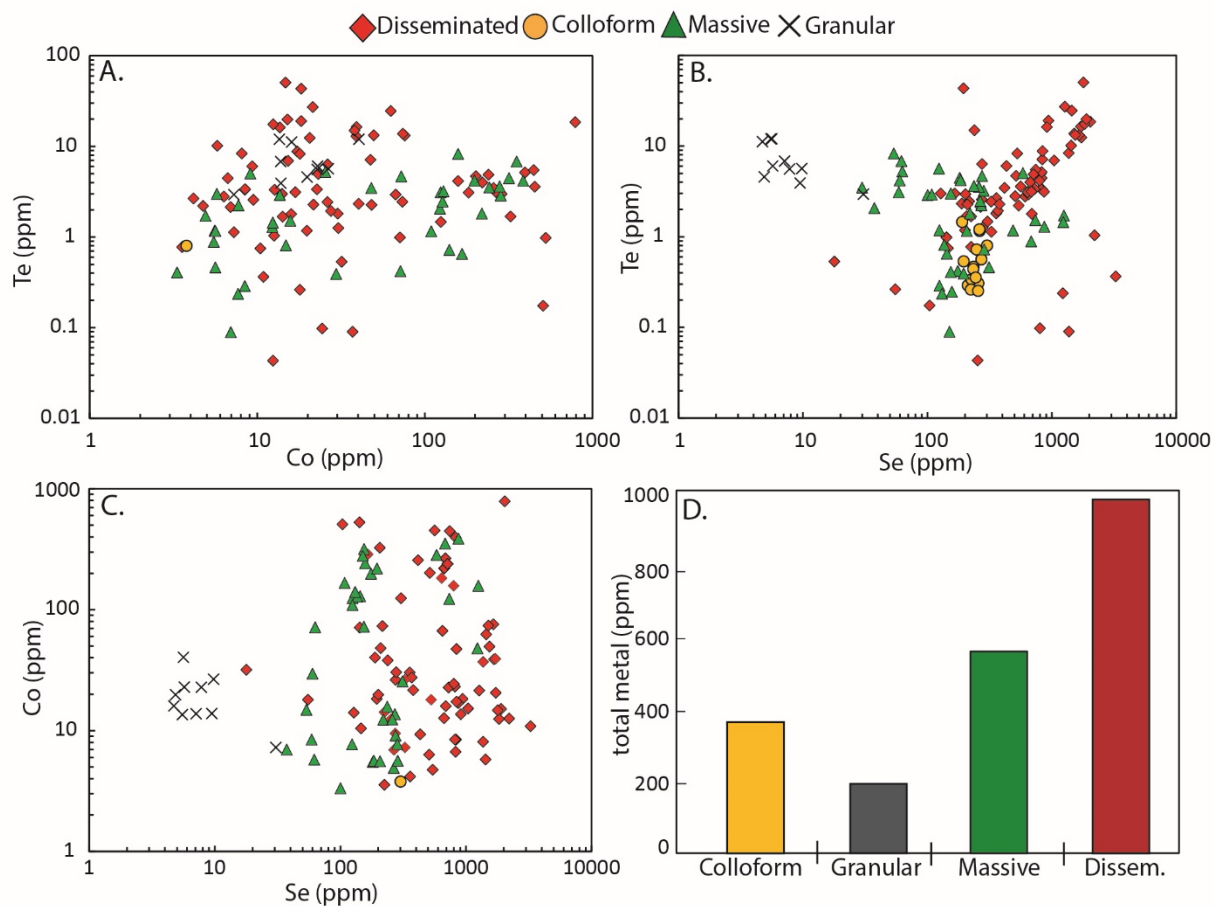 Disseminated Colloform Massive Granular
A.
100
10
1
0.1
0.01
Te (ppm)
1 10 100 1000
Co (ppm)
B.
100
10
1
0.1
0.01
Te (ppm)
1 10 100 1000 10000
Se (ppm)
C.
1000
100
10
1
Co (ppm)
1 10 100 1000 10000
Se (ppm)
D.
1000
800
600
400
200
0
total metal (ppm)
Colloform Granular Massive Dissem.